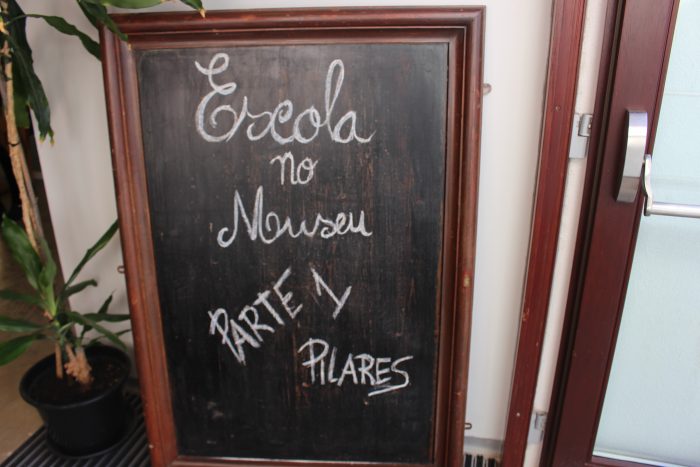 Escola
no
Museu
PARTE 1
PILARES